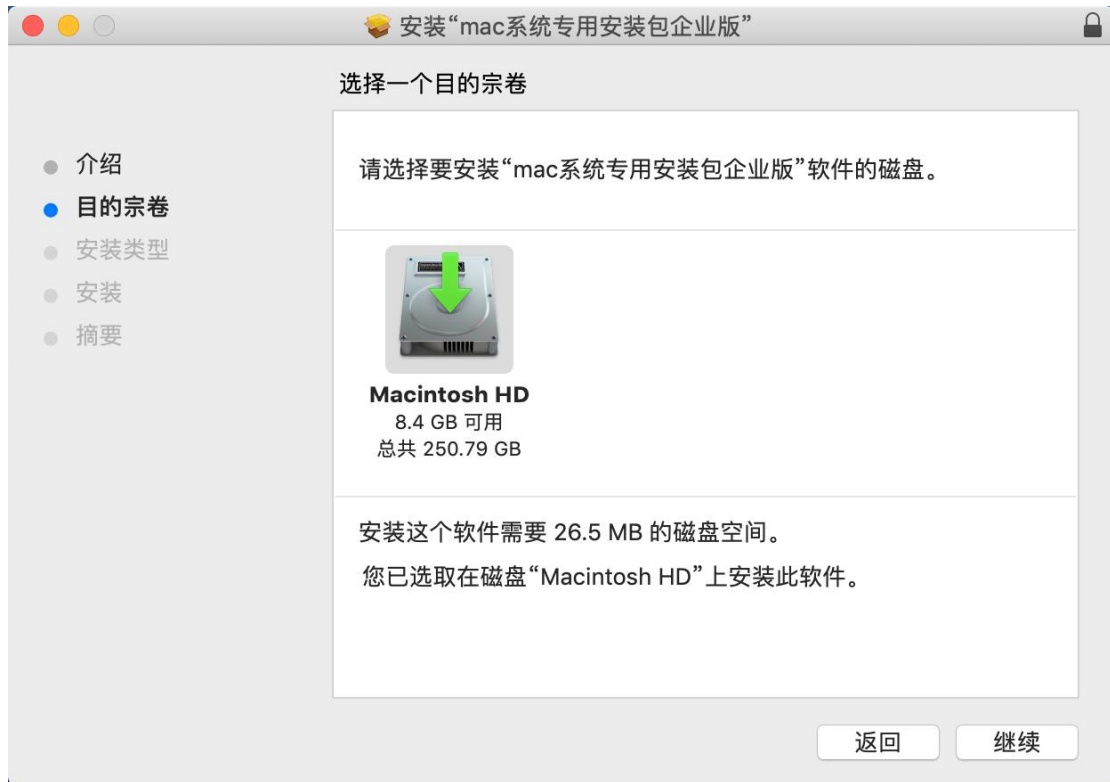 安装“mac系统专用安装包企业版”
选择一个目的宗卷
介绍
目的宗卷
安装类型
安装
摘要
请选择要安装“mac系统专用安装包企业版”软件的磁盘。
Macintosh HD
8.4 GB 可用
总共 250.79 GB
安装这个软件需要 26.5 MB 的磁盘空间。
您已选取在磁盘“Macintosh HD”上安装此软件。
返回
继续